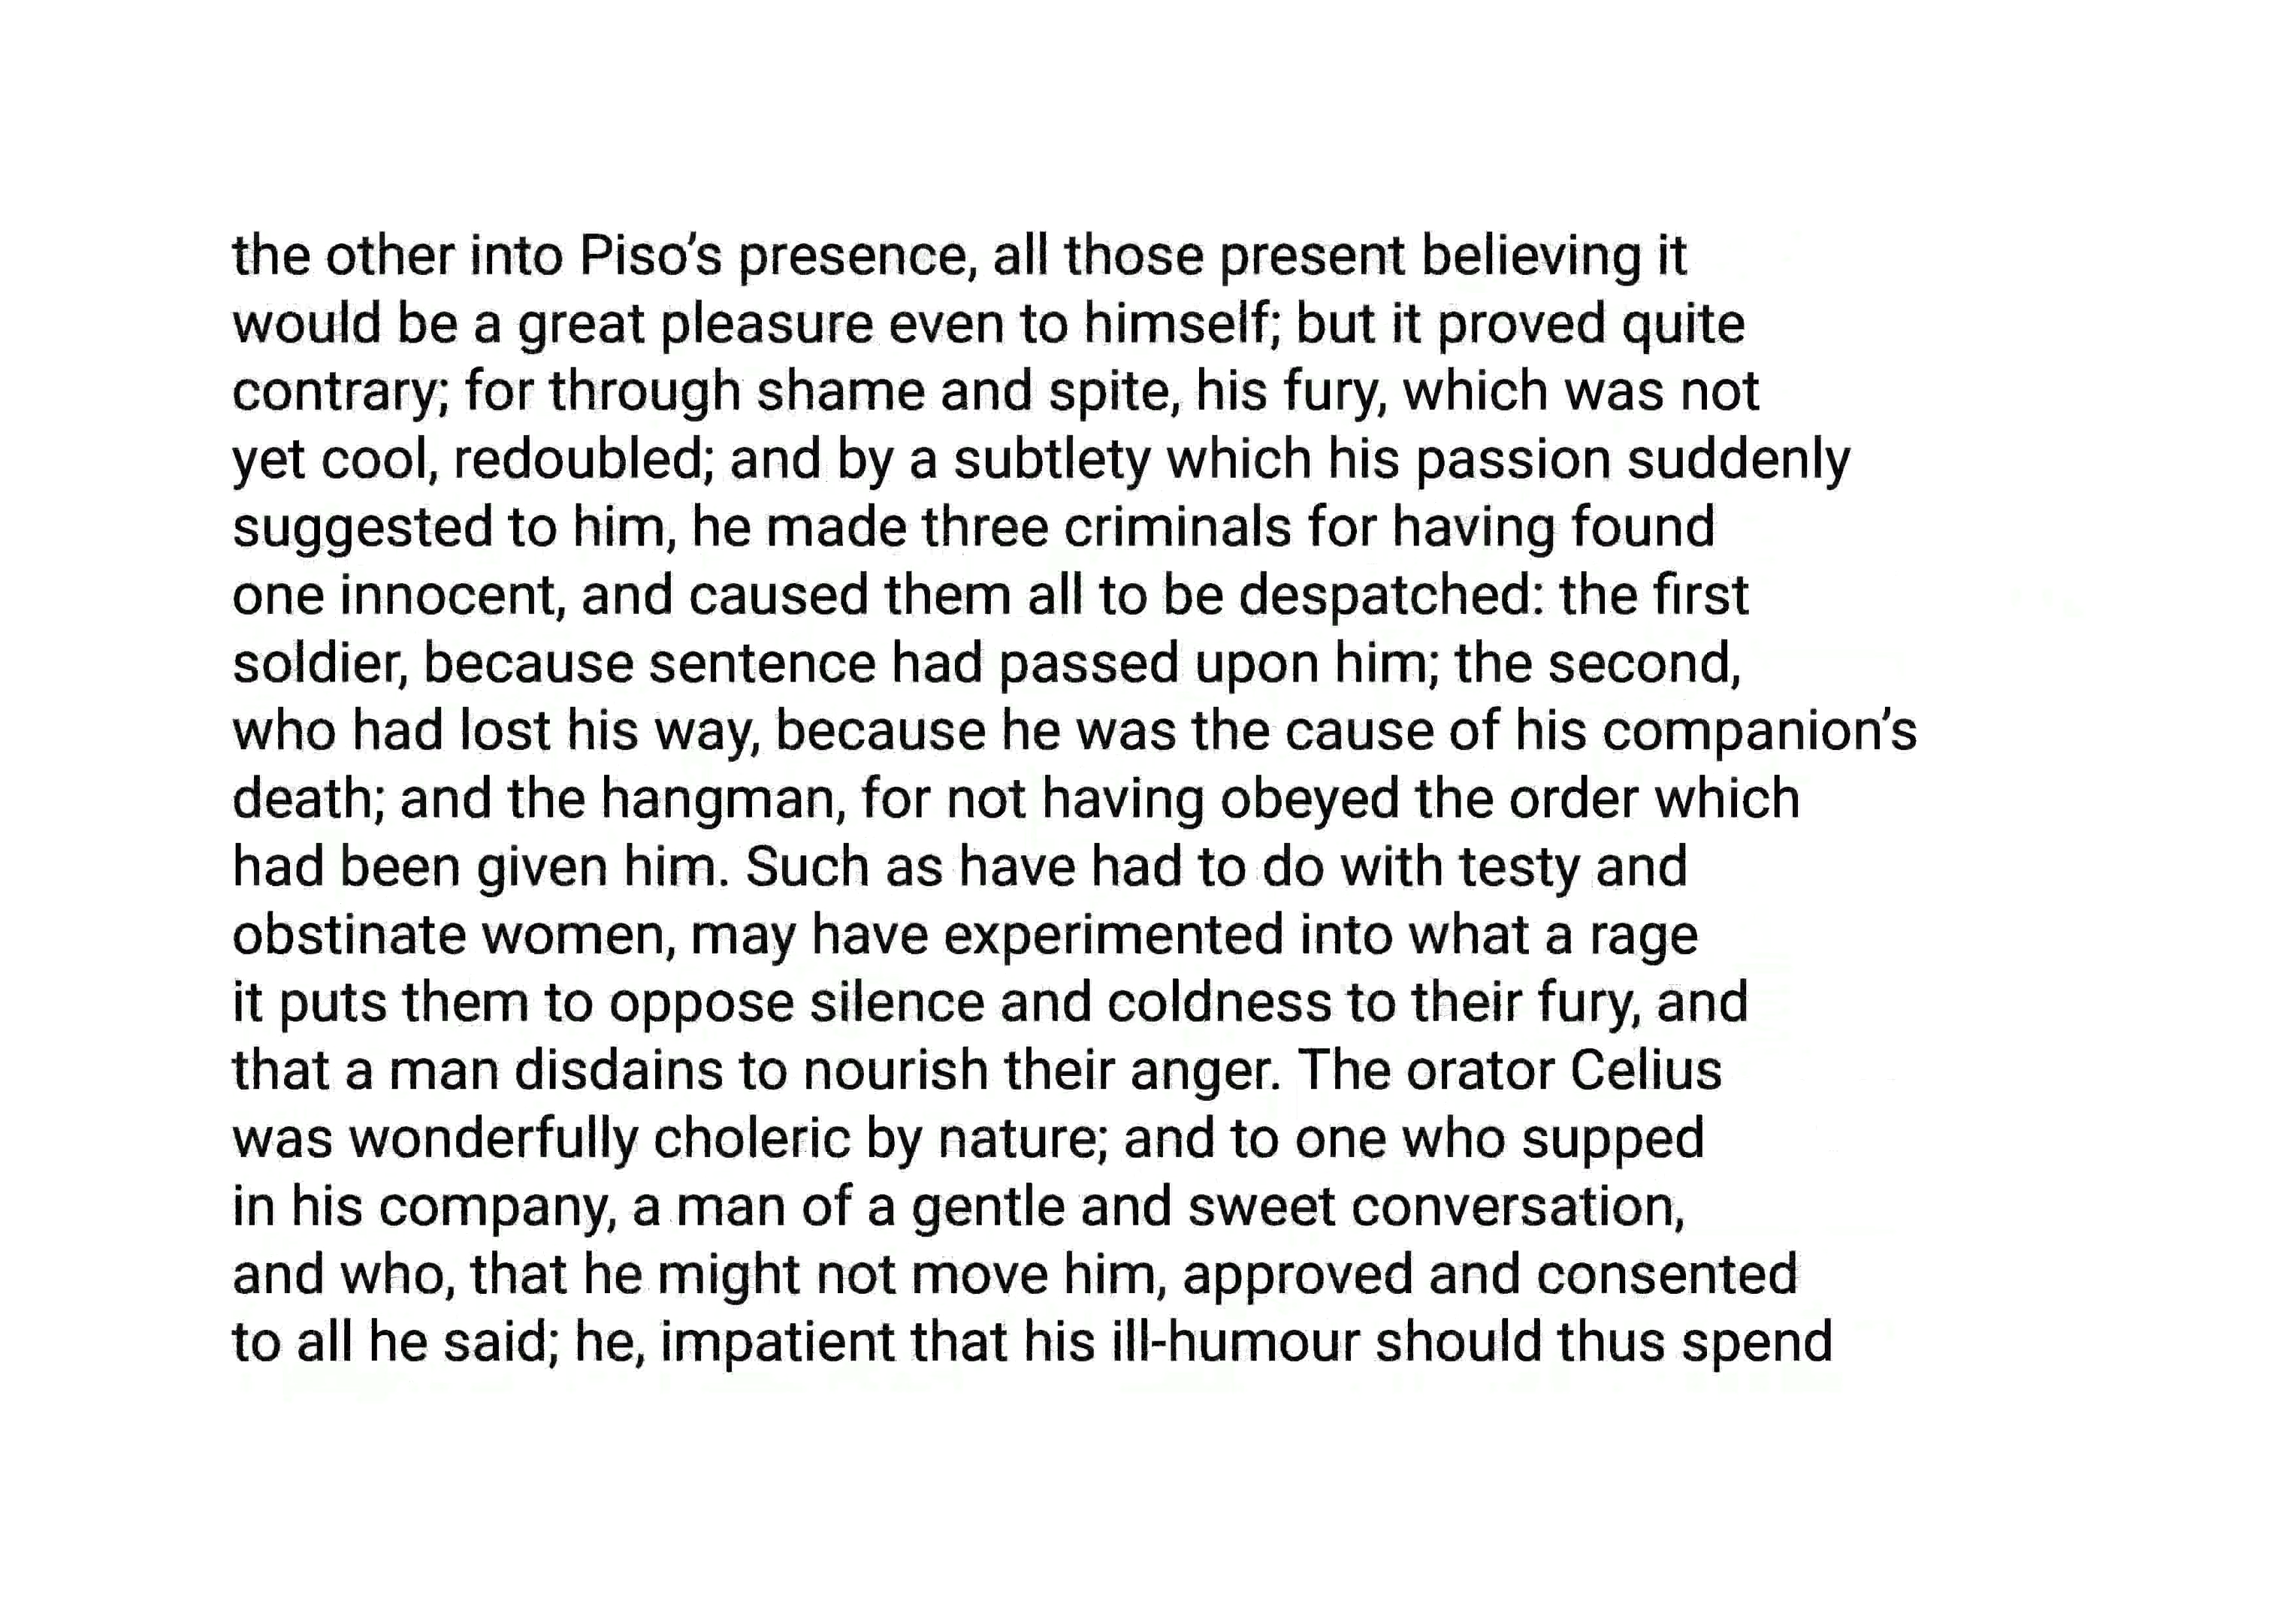 the other into Piso’s presence, all those present believing it
would be a great pleasure even to himself; but it proved quite
contrary; for through shame and spite, his fury, which was not
yet cool, redoubled; and by a subtlety which his passion suddenly
suggested to him, he made three criminals for having found
one innocent, and caused them all to be despatched: the first
soldier, because sentence had passed upon him; the second,
who had lost his way, because he was the cause of his companion’s
death; and the hangman, for not having obeyed the order which
had been given him. Such as have had to do with testy and
obstinate women, may have experimented into what a rage
it puts them to oppose silence and coldness to their fury, and
that a man disdains to nourish their anger. The orator Celius
was wonderfully choleric by nature; and to one who supped
in his company, a man of a gentle and sweet conversation,
and who, that he might not move him, approved and consented
to all he said; he, impatient that his ill-humour should thus spend